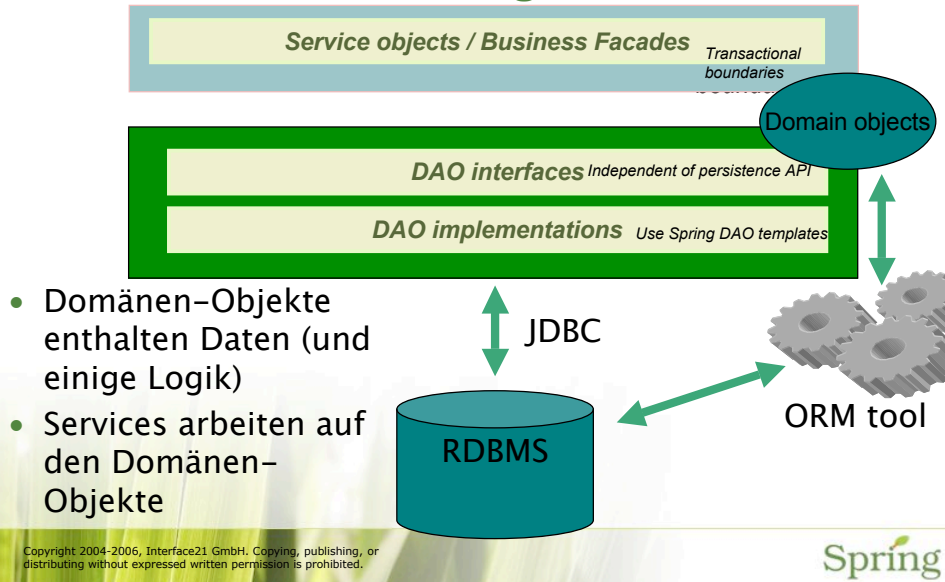 Service objects / Business Facades
Transactional
boundaries
Domain objects
DAO interfaces Independent of persistence API
DAO implementations Use Spring DAO templates
• Domänen-Objekte
enthalten Daten (und
einige Logik)
• Services arbeiten auf
den Domänen-
Objekte
JDBC
RDBMS
ORM tool
Copyright 2004-2006, Interface21 GmbH. Copying, publishing, or
distributing without expressed written permission is prohibited.
Spring